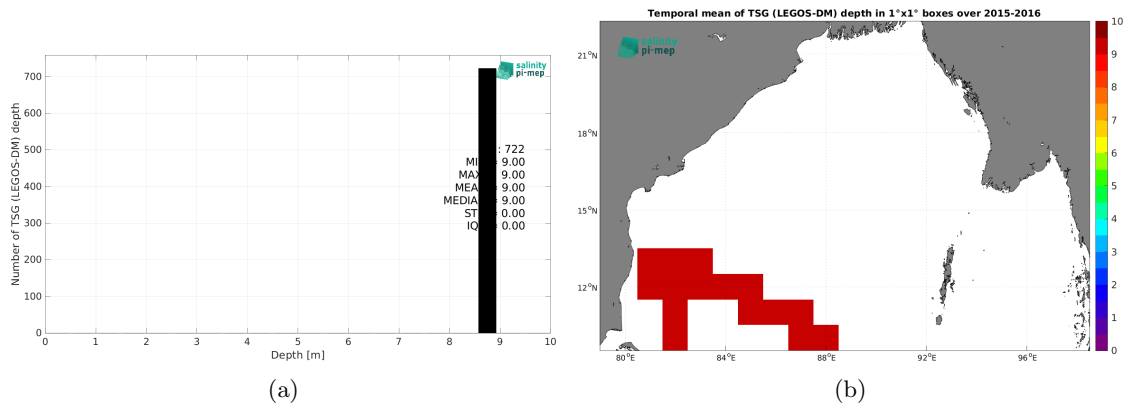 salinity
pi-mep
Number of TSG (LEGOS-DM) depth
700
600
500
400
300
200
100
0
: 722
MI = 9.00
MAX = 9.00
MEA = 9.00
MEDIA = 9.00
ST = 0.00
IQ = 0.00
0 1 2 3 4 5 6 7 8 9 10
Depth [m]
(a)
Temporal mean of TSG (LEGOS-DM) depth in 1°x1° boxes over 2015-2016
salinity
pi-mep
21°N
18°N
15°N
12°N
80°E 84°E 88°E 92°E 96°E
10
9
8
7
6
5
4
3
2
1
0
(b)